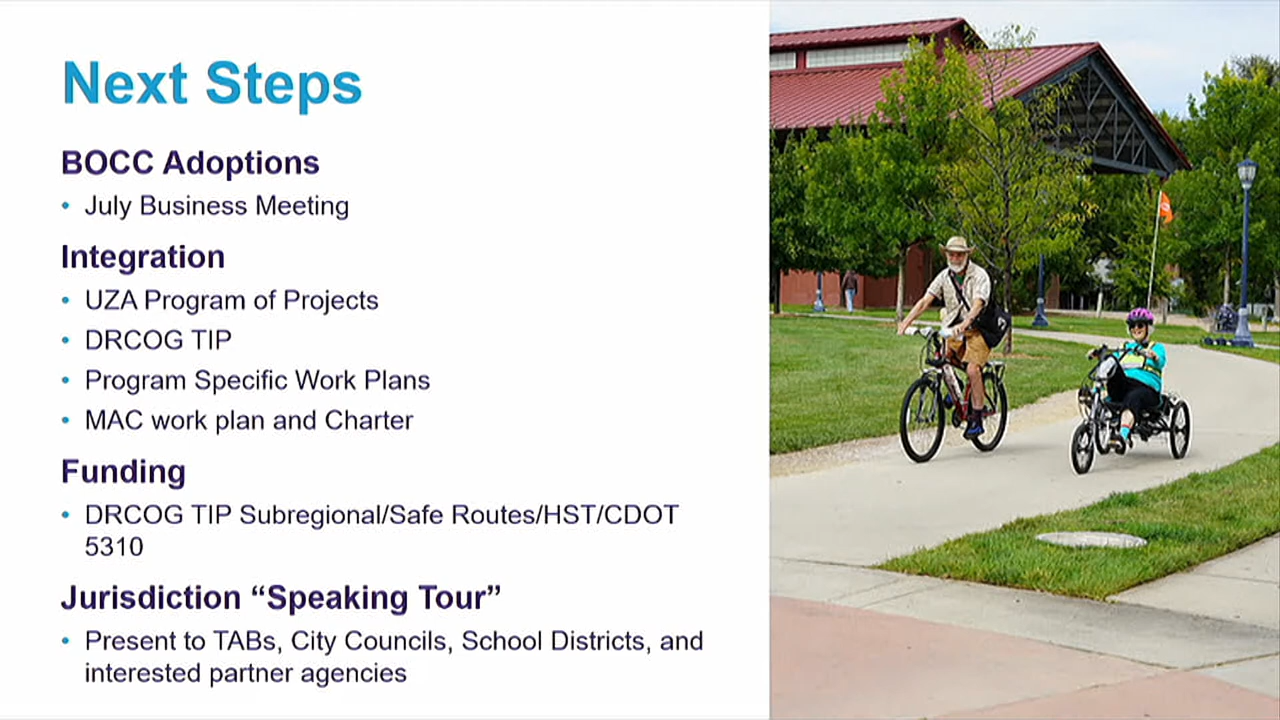 Next Steps
BOCC Adoptions
• July Business Meeting
Integration
• UZA Program of Projects
• DRCOG TIP
• Program Specific Work Plans
• MAC work plan and Charter
Funding
• DRCOG TIP Subregional/Safe Routes/HST/CDOT
5310
Jurisdiction “Speaking Tour”
• Present to TABs, City Councils, School Districts, and
interested partner agencies